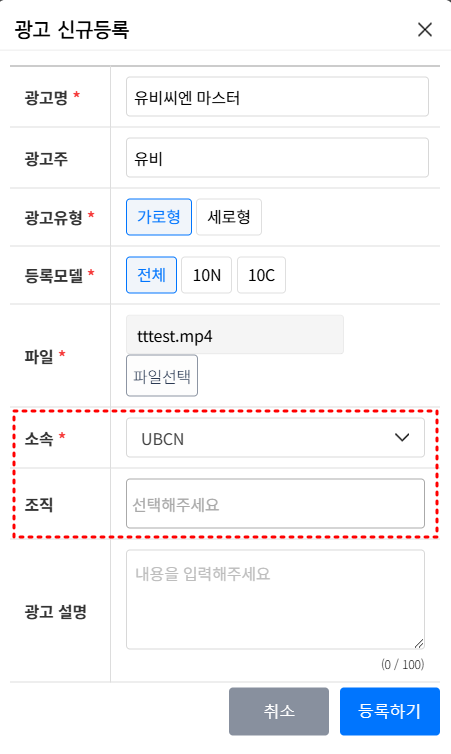 광고 신규등록
광고명 * 유비씨엔 마스터
광고주 유비
광고유형 * 가로형 세로형
등록모델 * 전체 10N 10C
파일 * tttest.mp4
파일선택
소속 * UBCN
조직 선택해주세요
광고 설명 내용을 입력해주세요
(0 / 100)
취소 등록하기